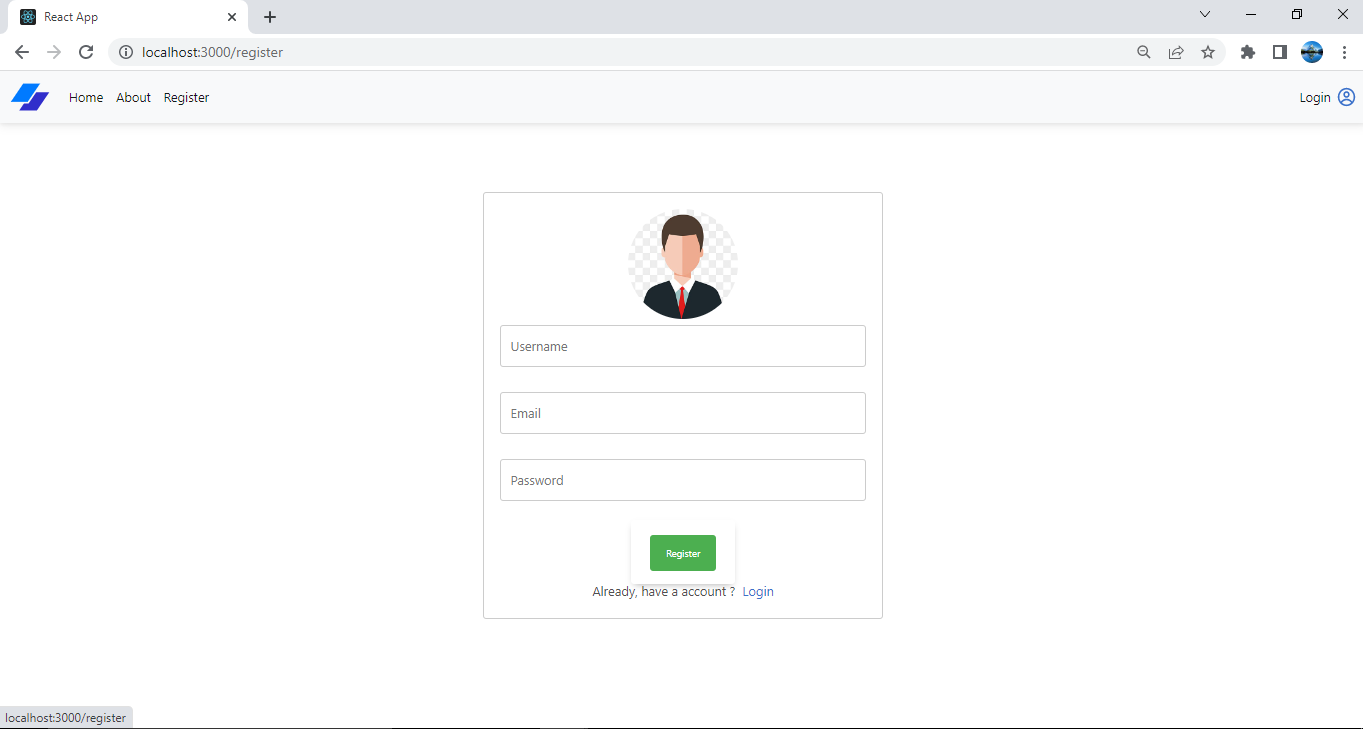 React App
localhost:3000/register
Home About Register Login
Username
Email
Password
Register
Already, have a account ? Login
localhost:3000/register